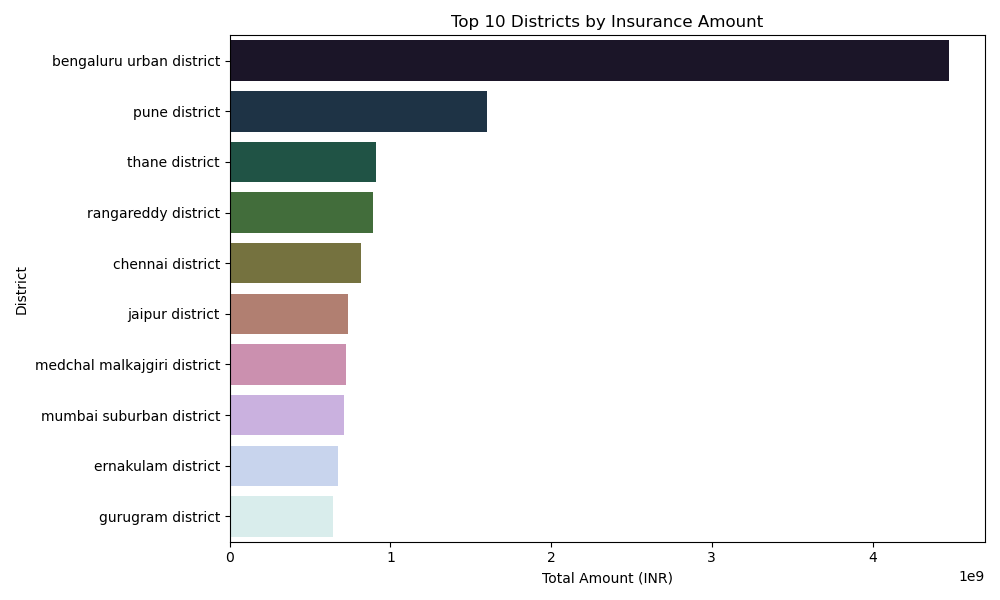 Top 10 Districts by Insurance Amount
bengaluru urban district
pune district
thane district
rangareddy district
chennai district
jaipur district
medchal malkajgiri district
mumbai suburban district
ernakulam district
gurugram district
District
0 1 2 3 4
1e9
Total Amount (INR)